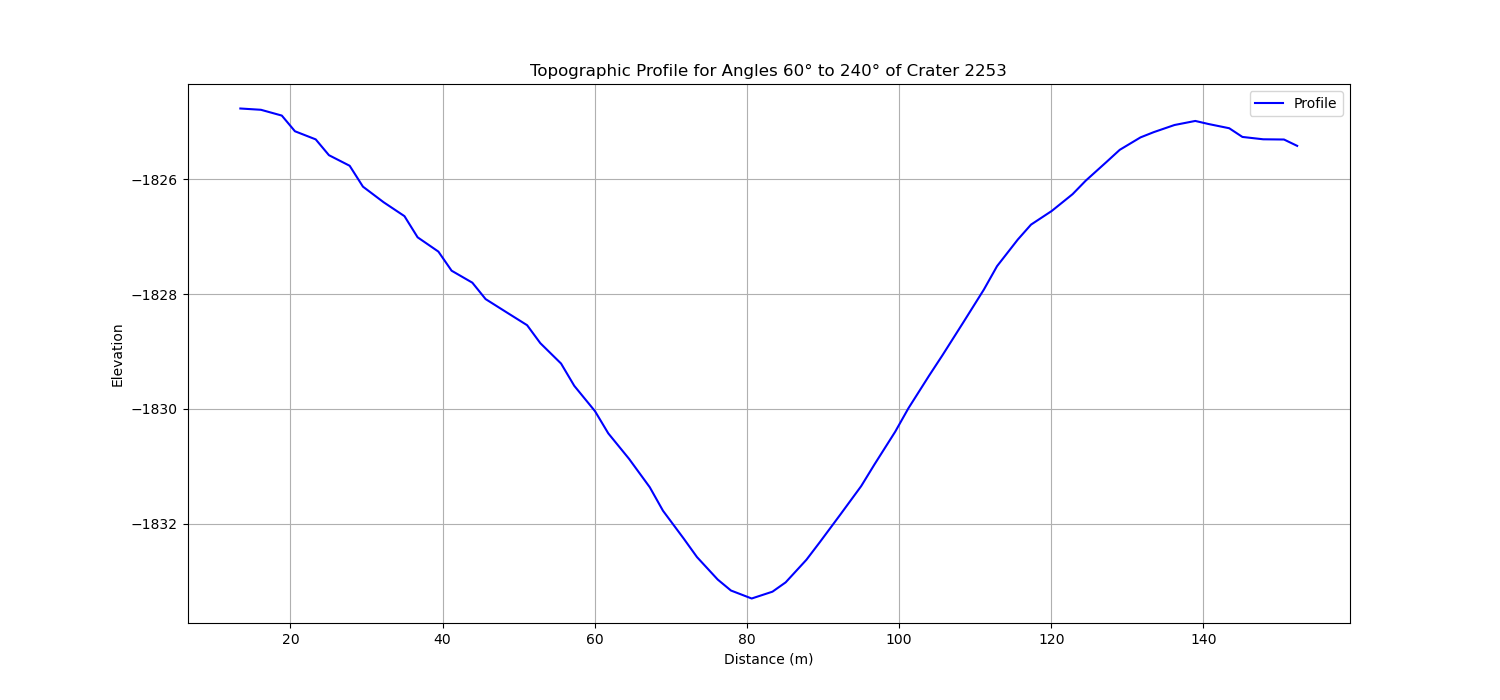 Topographic Profile for Angles 60° to 240° of Crater 2253
Profile
Elevation
−1826
−1828
−1830
−1832
20 40 60 80 100 120 140
Distance (m)